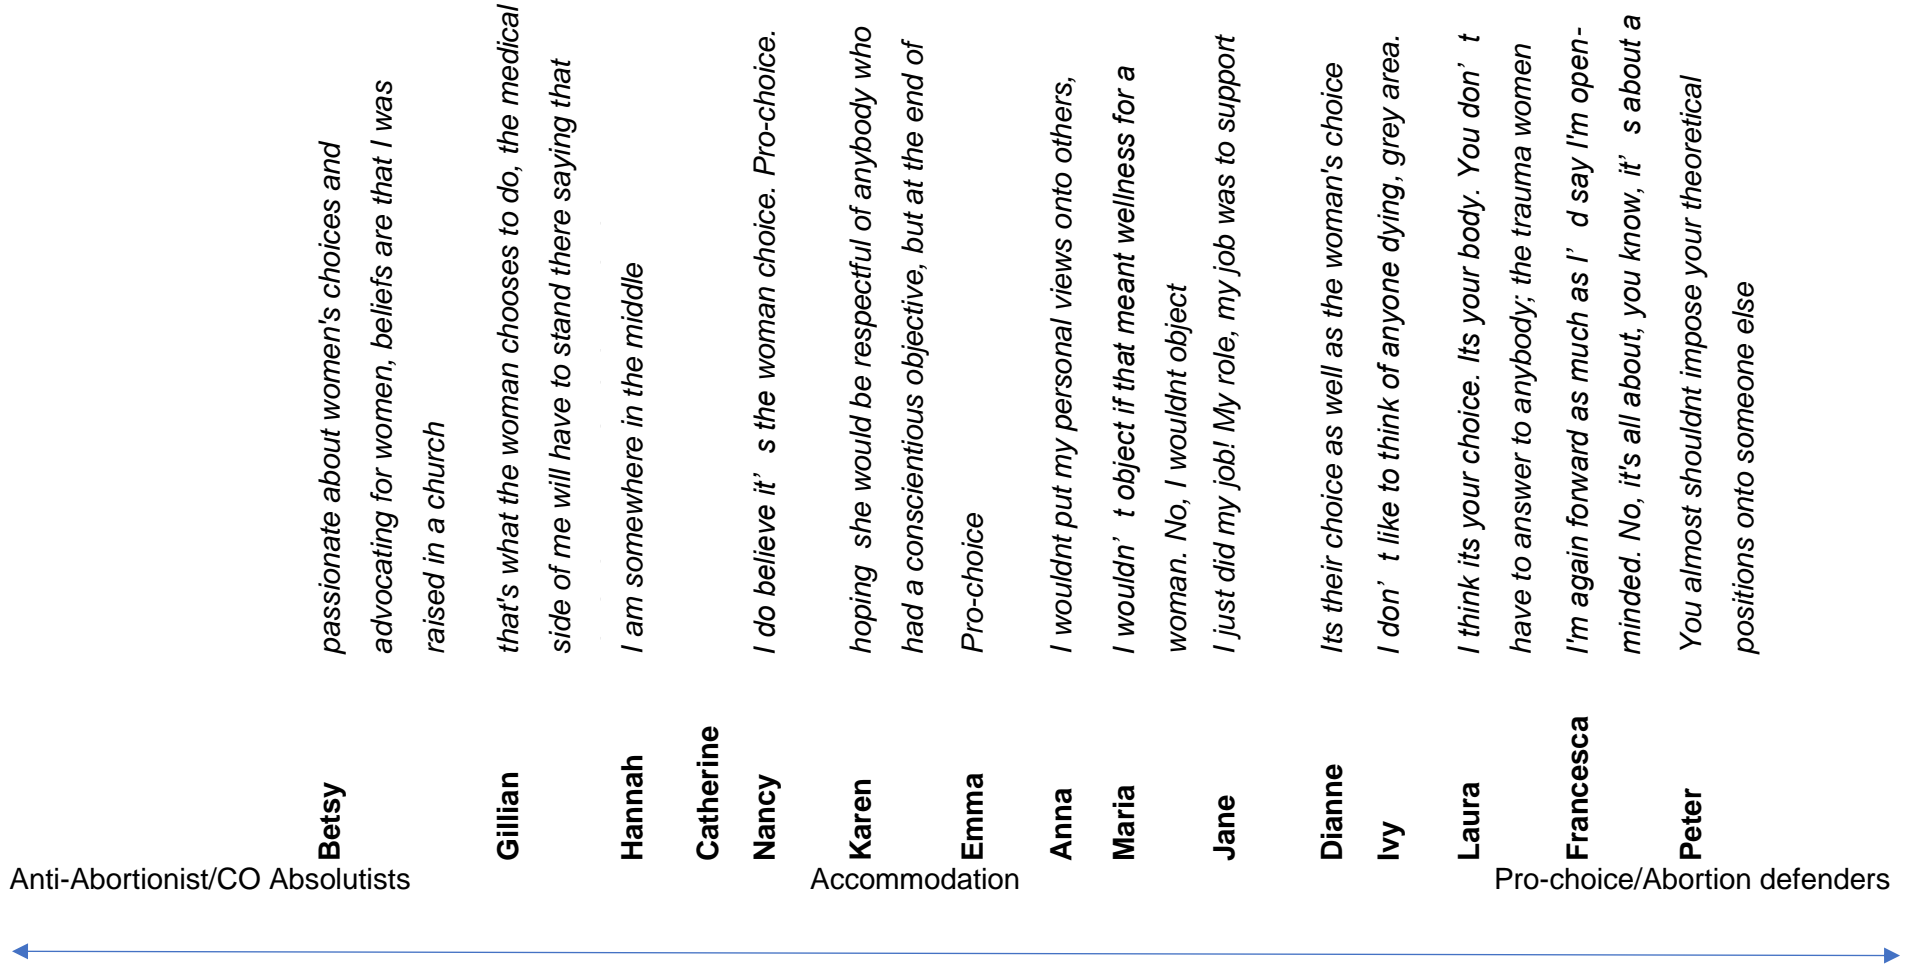 Betsy
passionate about women's choices and
advocating for women, beliefs are that I was
raised in a church
Gillian
that's what the woman chooses to do, the medical
side of me will have to stand there saying that
Hannah
I am somewhere in the middle
Catherine
Nancy
I do believe it’s the woman choice. Pro-choice.
Karen
hoping she would be respectful of anybody who
had a conscientious objective, but at the end of
Emma
Pro-choice
Anna
I wouldnt put my personal views onto others,
Maria
I wouldn’t object if that meant wellness for a
woman. No, I wouldnt object
Jane
I just did my job! My role, my job was to support
Dianne
Its their choice as well as the woman's choice
Ivy
I don’t like to think of anyone dying, grey area.
Laura
I think its your choice. Its your body. You don’t
have to answer to anybody; the trauma women
Francesca
I'm again forward as much as I’d say I'm open-
minded. No, it's all about, you know, it’s about a
Peter
You almost shouldnt impose your theoretical
positions onto someone else
Anti-Abortionist/CO Absolutists
Accommodation
Pro-choice/Abortion defenders